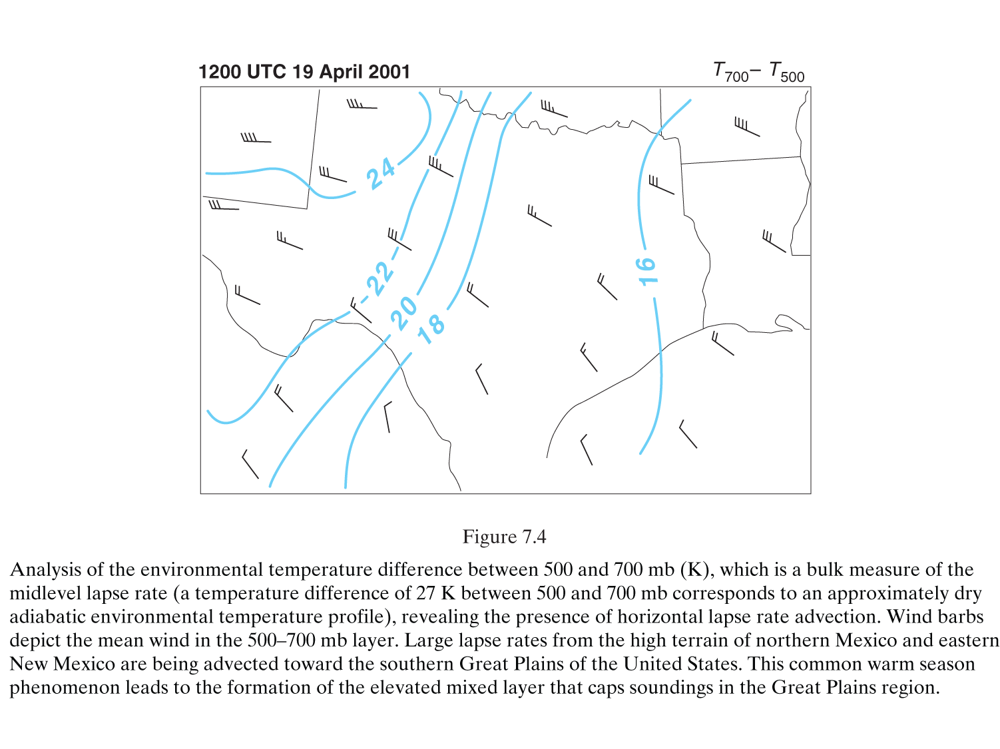 1200 UTC 19 April 2001
T700– T500
24
22
20
18
16
Figure 7.4
Analysis of the environmental temperature difference between 500 and 700 mb (K), which is a bulk measure of the
midlevel lapse rate (a temperature difference of 27 K between 500 and 700 mb corresponds to an approximately dry
adiabatic environmental temperature profile), revealing the presence of horizontal lapse rate advection. Wind barbs
depict the mean wind in the 500–700 mb layer. Large lapse rates from the high terrain of northern Mexico and eastern
New Mexico are being advected toward the southern Great Plains of the United States. This common warm season
phenomenon leads to the formation of the elevated mixed layer that caps soundings in the Great Plains region.